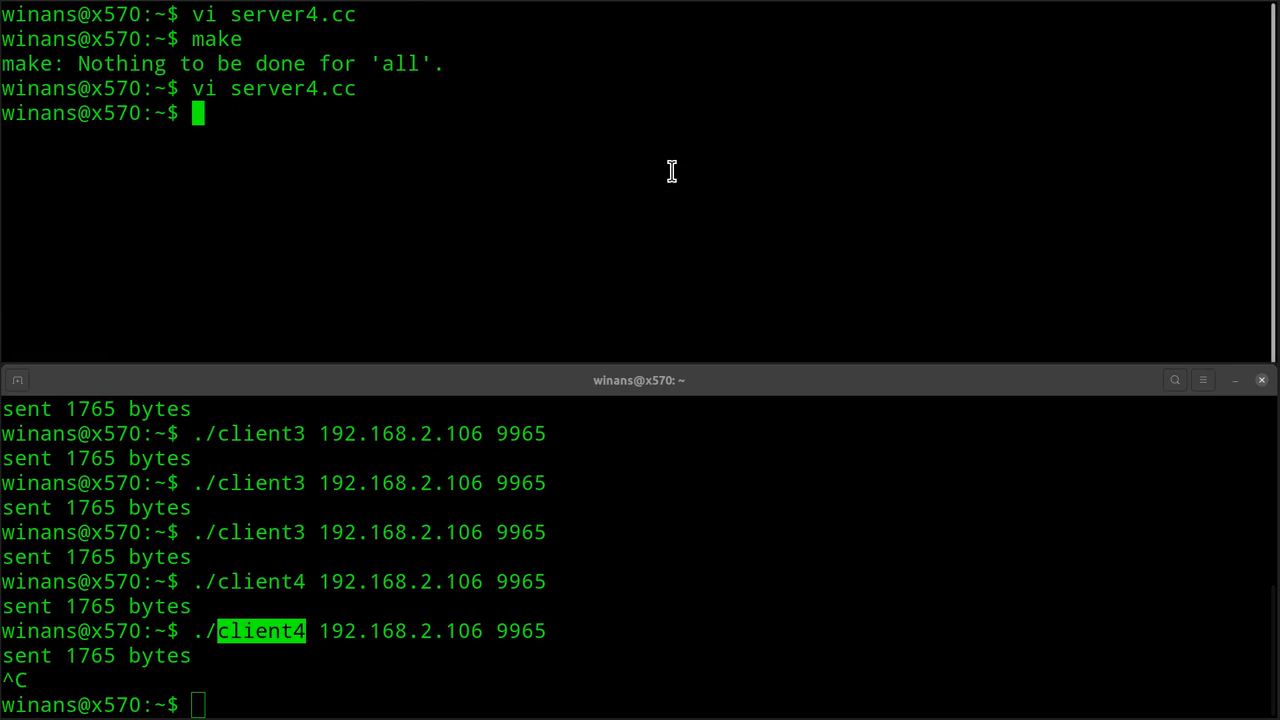 winans@x570:~$ vi server4.cc
winans@x570:~$ make
make: Nothing to be done for 'all'.
winans@x570:~$ vi server4.cc
winans@x570:~$
winans@x570: ~
sent 1765 bytes
winans@x570:~$ ./client3 192.168.2.106 9965
sent 1765 bytes
winans@x570:~$ ./client3 192.168.2.106 9965
sent 1765 bytes
winans@x570:~$ ./client3 192.168.2.106 9965
sent 1765 bytes
winans@x570:~$ ./client4 192.168.2.106 9965
sent 1765 bytes
winans@x570:~$ ./client4 192.168.2.106 9965
sent 1765 bytes
^C
winans@x570:~$